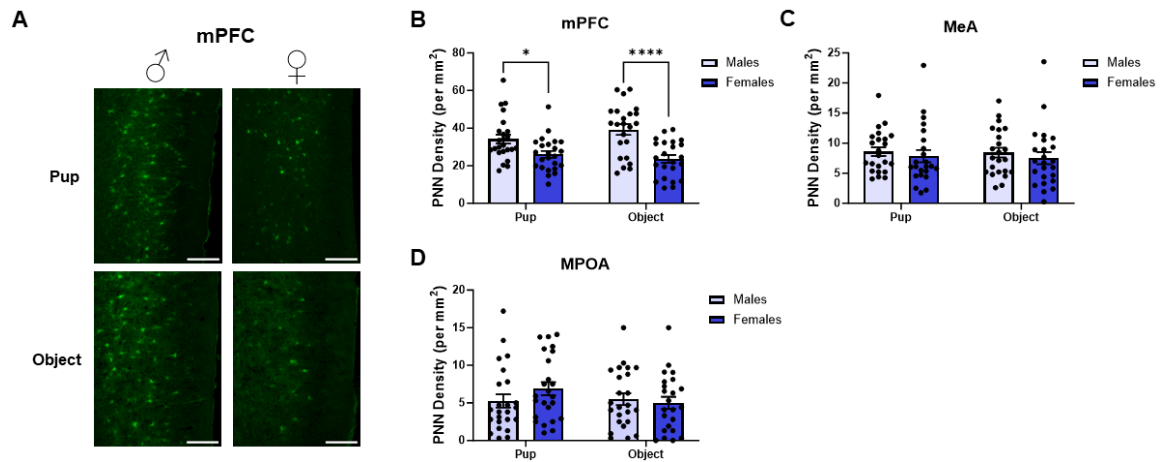 A
mPFC
♂
♀
Pup
Object
B
mPFC
PNN Density (per mm²)
80
60
40
20
0
*
****
Pup
Object
Males
Females
C
MeA
PNN Density (per mm²)
25
20
15
10
5
0
Pup
Object
Males
Females
D
MPOA
PNN Density (per mm²)
20
15
10
5
0
Pup
Object
Males
Females